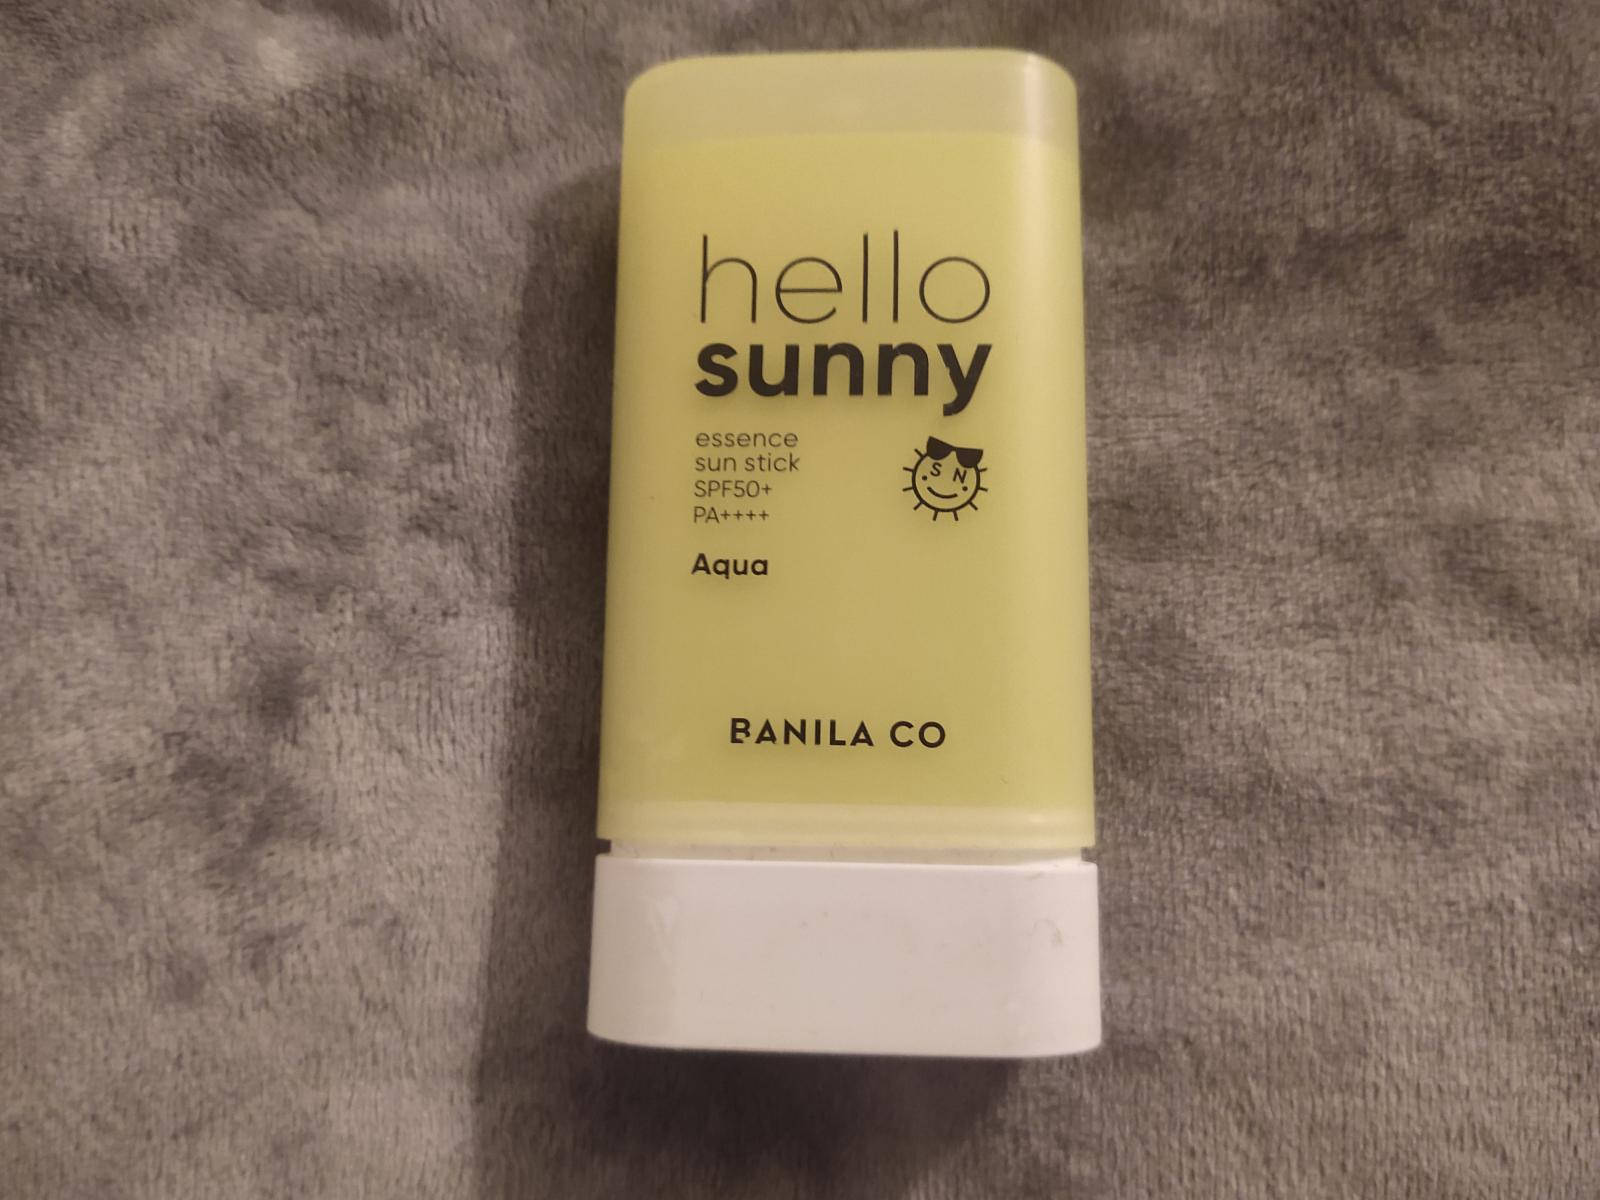 hello
sunny
essence
sun stick
SPF50+
PA++++
S N
Aqua
BANILA CO